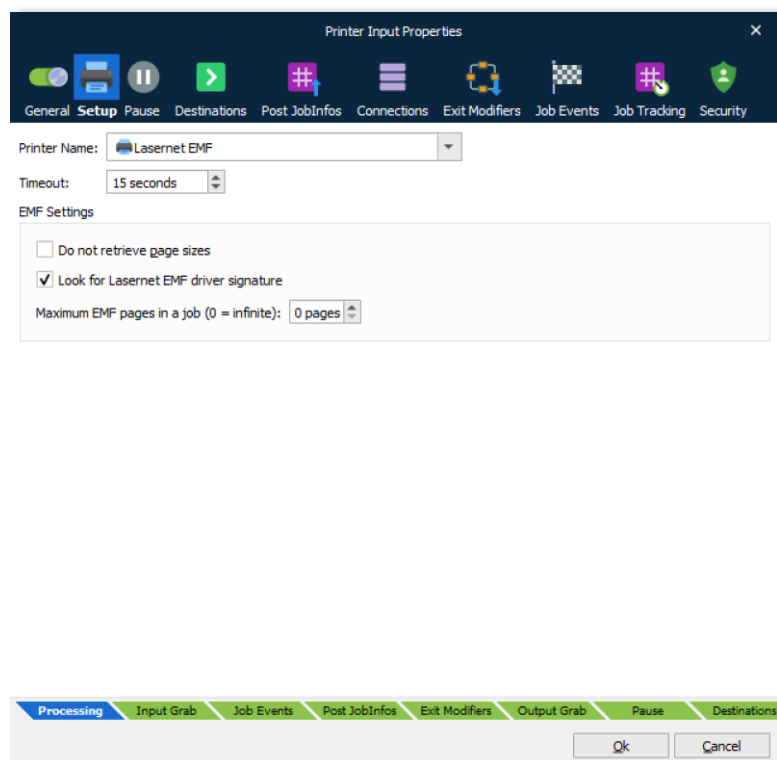 Printer Input Properties
General Setup Pause Destinations Post JobInfos Connections Exit Modifiers Job Events Job Tracking Security
Printer Name: Lasernet EMF
Timeout: 15 seconds
EMF Settings
Do not retrieve page sizes
Look for Lasernet EMF driver signature
Maximum EMF pages in a job (0 = infinite): 0 pages
Processing Input Grab Job Events Post JobInfos Exit Modifiers Output Grab Pause Destinations
Ok Cancel